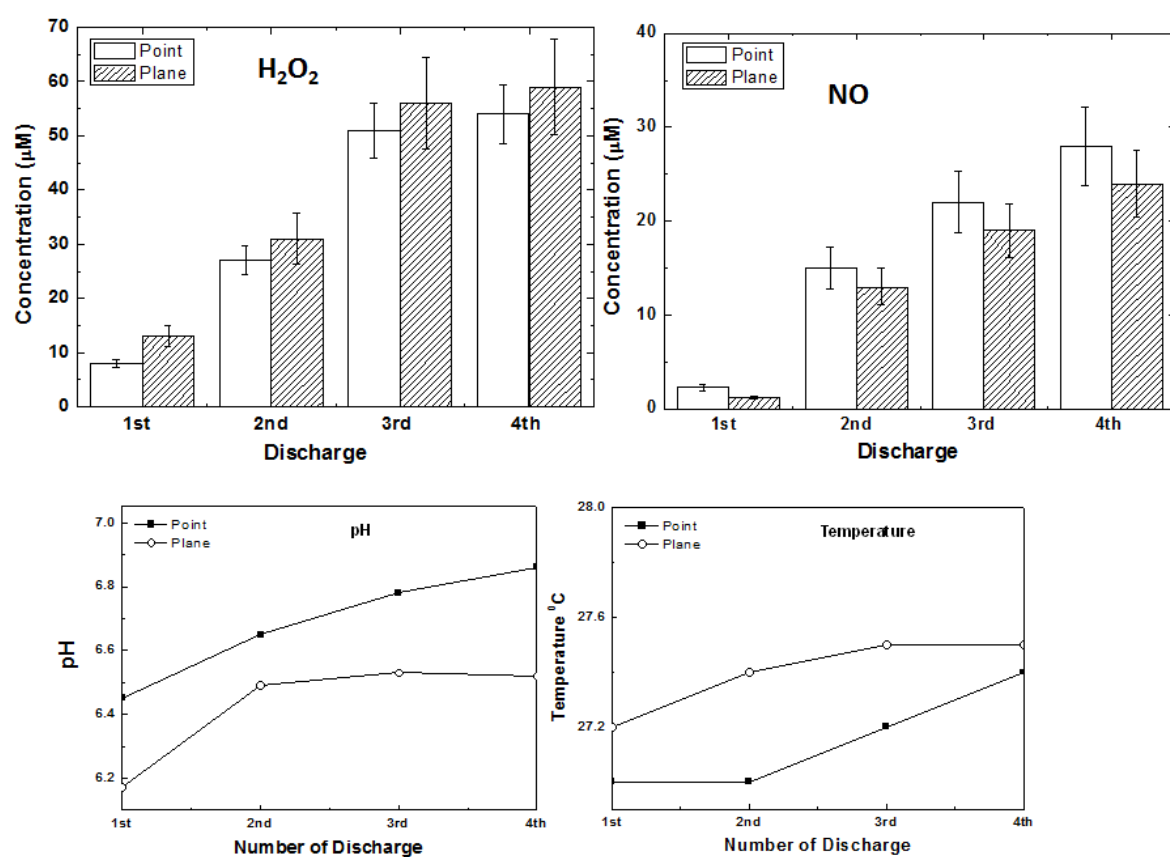 H₂O₂
Point
Plane
Concentration (μM)
70
60
50
40
30
20
10
0
1st 2nd 3rd 4th
Discharge
NO
Point
Plane
Concentration (μM)
40
30
20
10
0
1st 2nd 3rd 4th
Discharge
pH
Point
Plane
pH
7.0
6.8
6.6
6.4
6.2
1st 2nd 3rd 4th
Number of Discharge
Temperature
Point
Plane
Temperature ⁰C
28.0
27.6
27.2
1st 2nd 3rd 4th
Number of Discharge